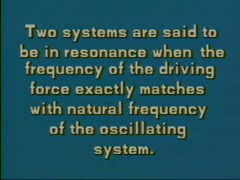 Two systems are said to
be in resonance when the
frequency of the driving
force exactly matches
with natural frequency
of the oscillating
system.